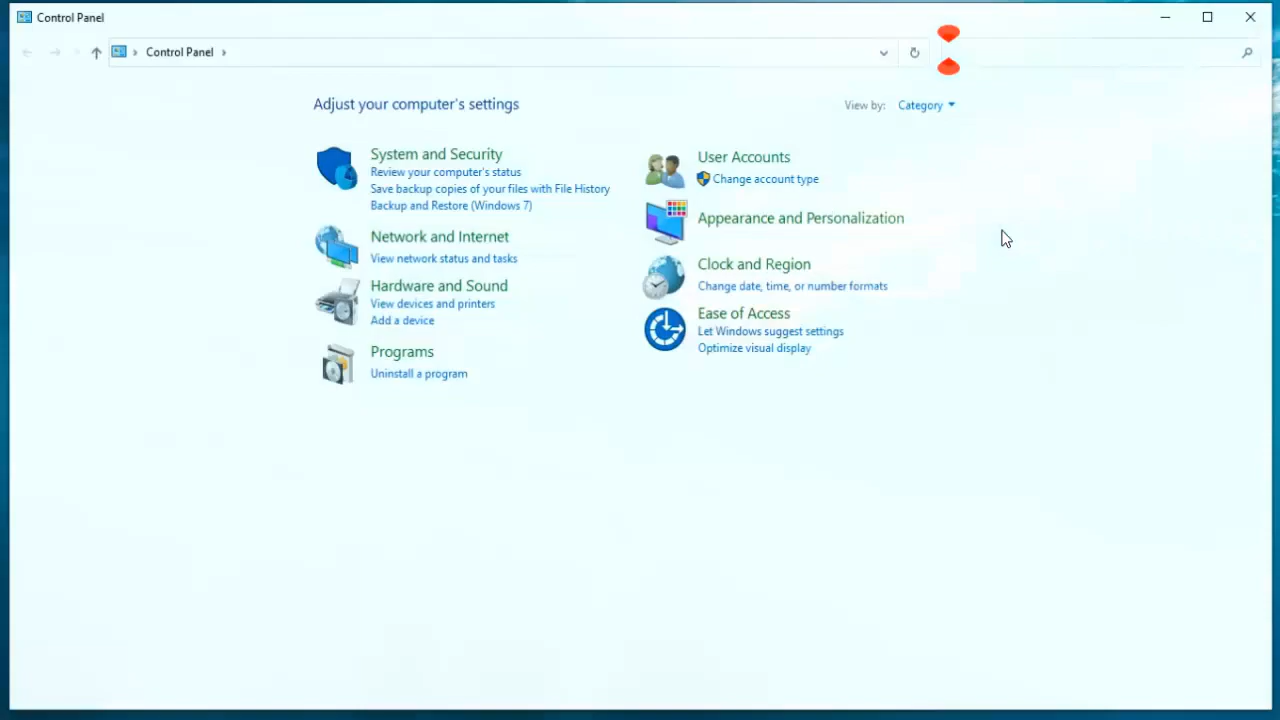 Control Panel
Control Panel
Adjust your computer's settings
View by: Category
System and Security
Review your computer's status
Save backup copies of your files with File History
Backup and Restore (Windows 7)
Network and Internet
View network status and tasks
Hardware and Sound
View devices and printers
Add a device
Programs
Uninstall a program
User Accounts
Change account type
Appearance and Personalization
Clock and Region
Change date, time, or number formats
Ease of Access
Let Windows suggest settings
Optimize visual display